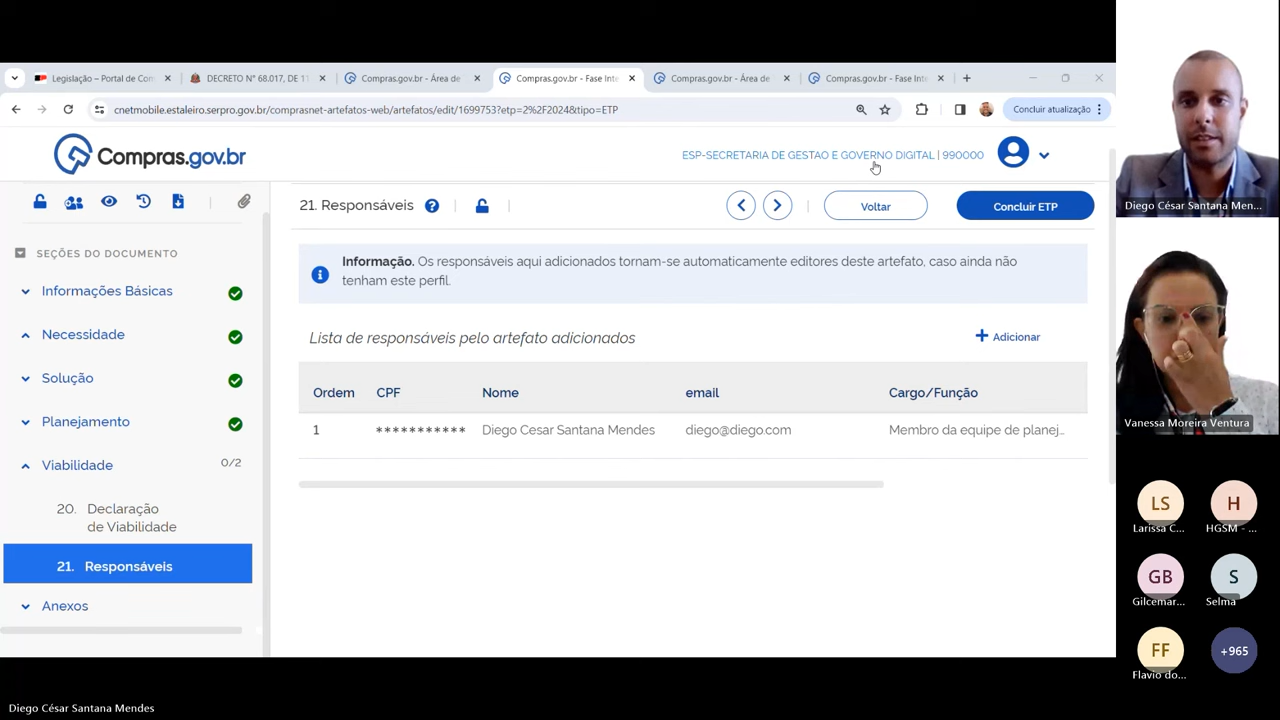 Legislação – Portal de Con
DECRETO N° 68.017, DE 11
Compras.gov.br - Área de
Compras.gov.br - Fase Inte
Compras.gov.br - Área de
Compras.gov.br - Fase Inte
cnetmobile.estaleiro.serpro.gov.br/comprasnet-artefatos-web/artefatos/edit/1699753?etp=2%2F2024&tipo=ETP
Concluir atualização
Compras.gov.br
ESP-SECRETARIA DE GESTAO E GOVERNO DIGITAL | 990000
21. Responsáveis
Voltar
Concluir ETP
SEÇÕES DO DOCUMENTO
Informações Básicas
Necessidade
Solução
Planejamento
Viabilidade 0/2
20. Declaração
de Viabilidade
21. Responsáveis
Anexos
Informação. Os responsáveis aqui adicionados tornam-se automaticamente editores deste artefato, caso ainda não
tenham este perfil.
Lista de responsáveis pelo artefato adicionados
Adicionar
Ordem CPF Nome email Cargo/Função
1 *********** Diego Cesar Santana Mendes diego@diego.com Membro da equipe de planej...
Diego César Santana Men...
Vanessa Moreira Ventura
LS
Larissa C...
H
HGSM - ...
GB
Gilcemar...
S
Selma
FF
Flavio do...
+965
Diego César Santana Mendes